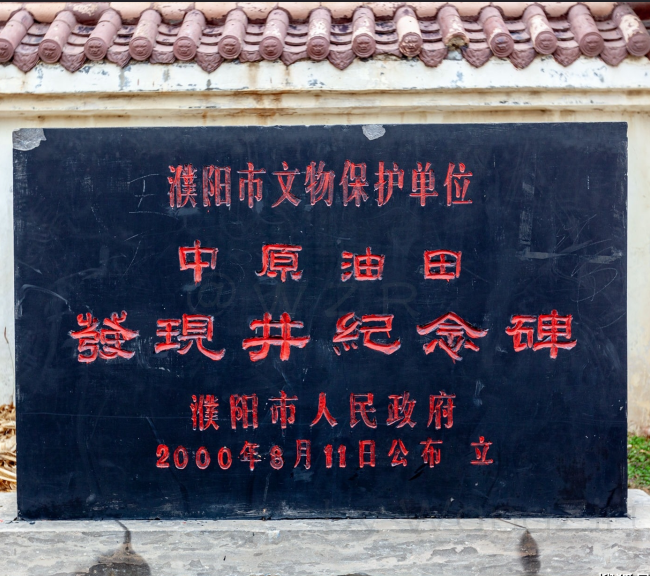 濮阳市文物保护单位
中原油田
發現井紀念碑
濮阳市人民政府
2000年8月11日公布 立
@WZR